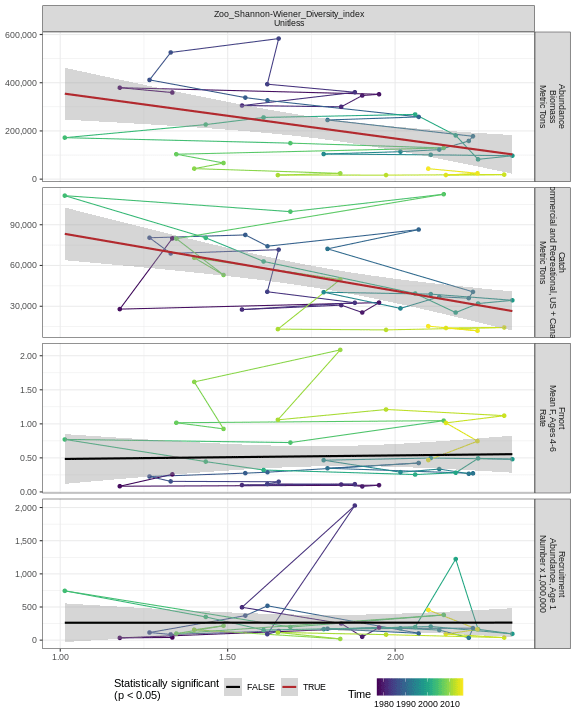 Zoo_Shannon-Wiener_Diversity_index
Unitless
600,000
400,000
200,000
0
Abundance
Biomass
Metric Tons
90,000
60,000
30,000
Catch
ommercial and Recreational, US + Cana
Metric Tons
2.00
1.50
1.00
0.50
0.00
Fmort
Mean F, Ages 4-6
Rate
2,000
1,500
1,000
500
0
Recruitment
Abundance, Age 1
Number x 1,000,000
1.00 1.50 2.00
Statistically significant
(p < 0.05)
FALSE TRUE
Time
1980 1990 2000 2010